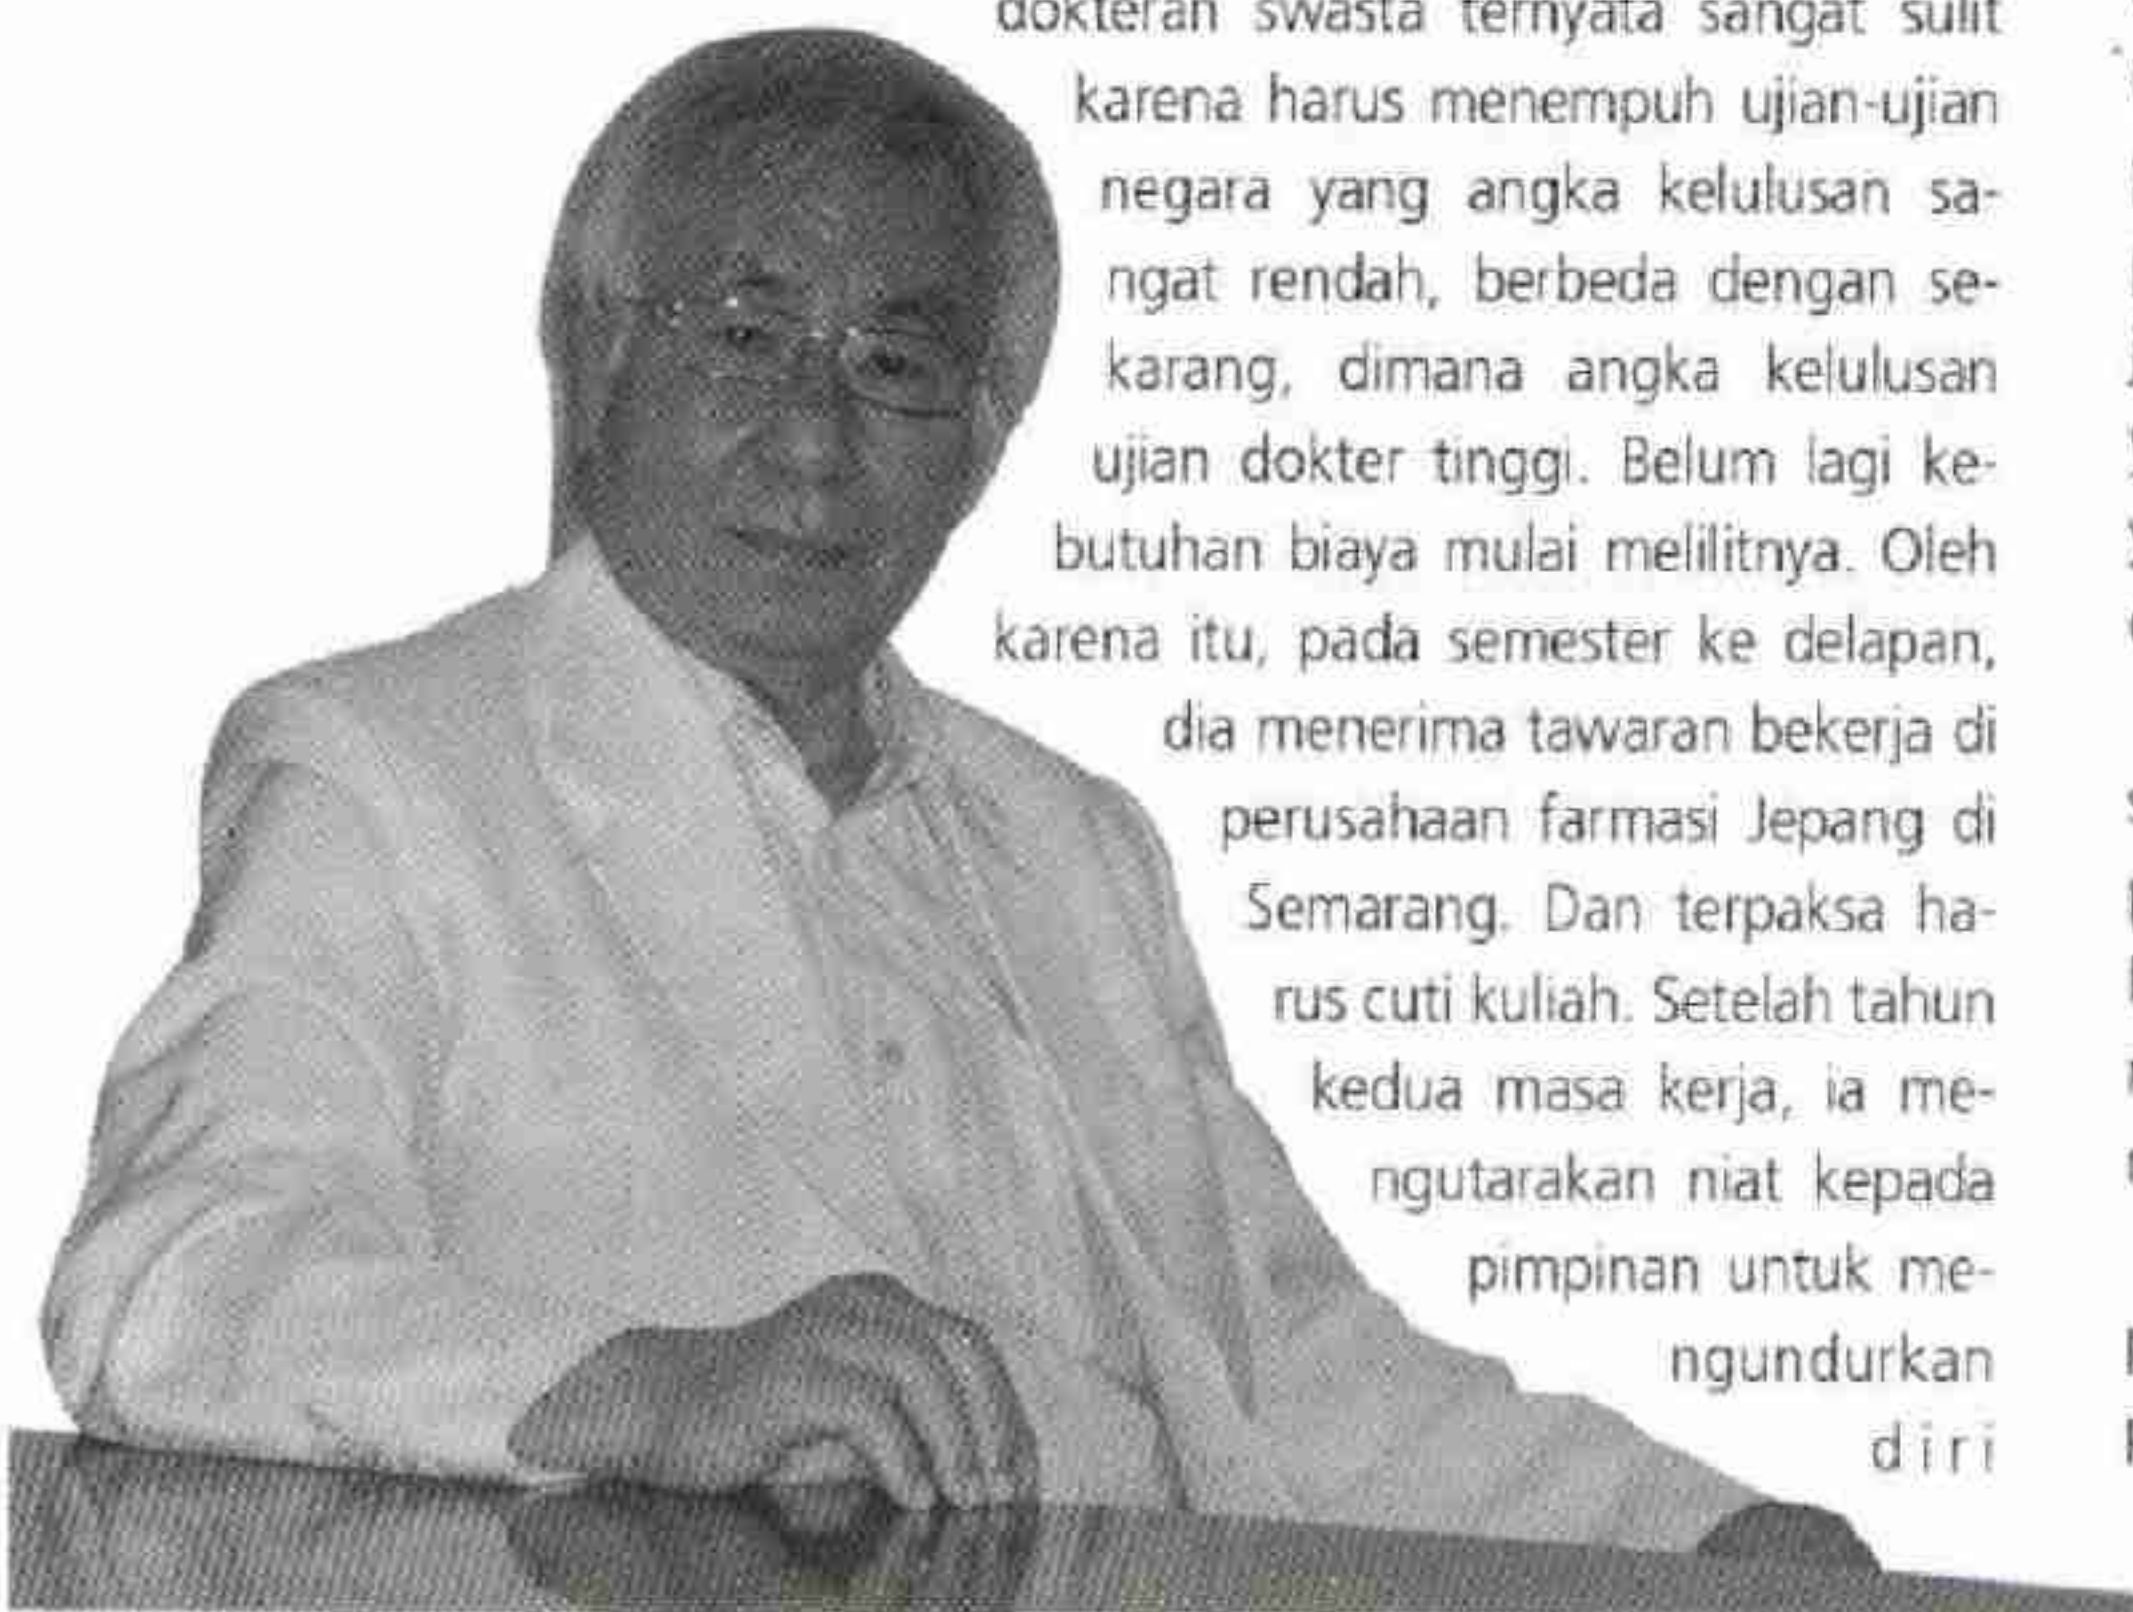 dokteran swasta ternyata sangat sulit
karena harus menempuh ujian-ujian
negara yang angka kelulusan sa-
ngat rendah, berbeda dengan se-
karang, dimana angka kelulusan
ujian dokter tinggi. Belum lagi ke-
butuhan biaya mulai melilitnya. Oleh
karena itu, pada semester ke delapan,
dia menerima tawaran bekerja di
perusahaan farmasi Jepang di
Semarang. Dan terpaksa ha-
rus cuti kuliah. Setelah tahun
kedua masa kerja, ia me-
ngutarakan niat kepada
pimpinan untuk me-
ngundurkan
diri